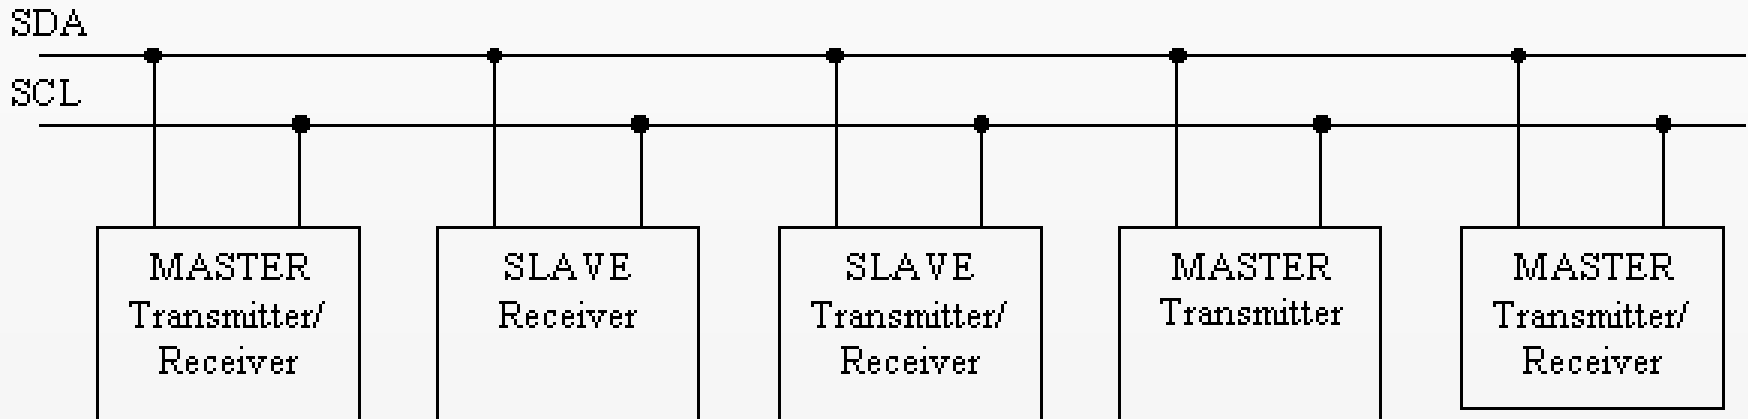 SDA
SCL
MASTER
Transmitter/
Receiver
SLAVE
Receiver
SLAVE
Transmitter/
Receiver
MASTER
Transmitter
MASTER
Transmitter/
Receiver